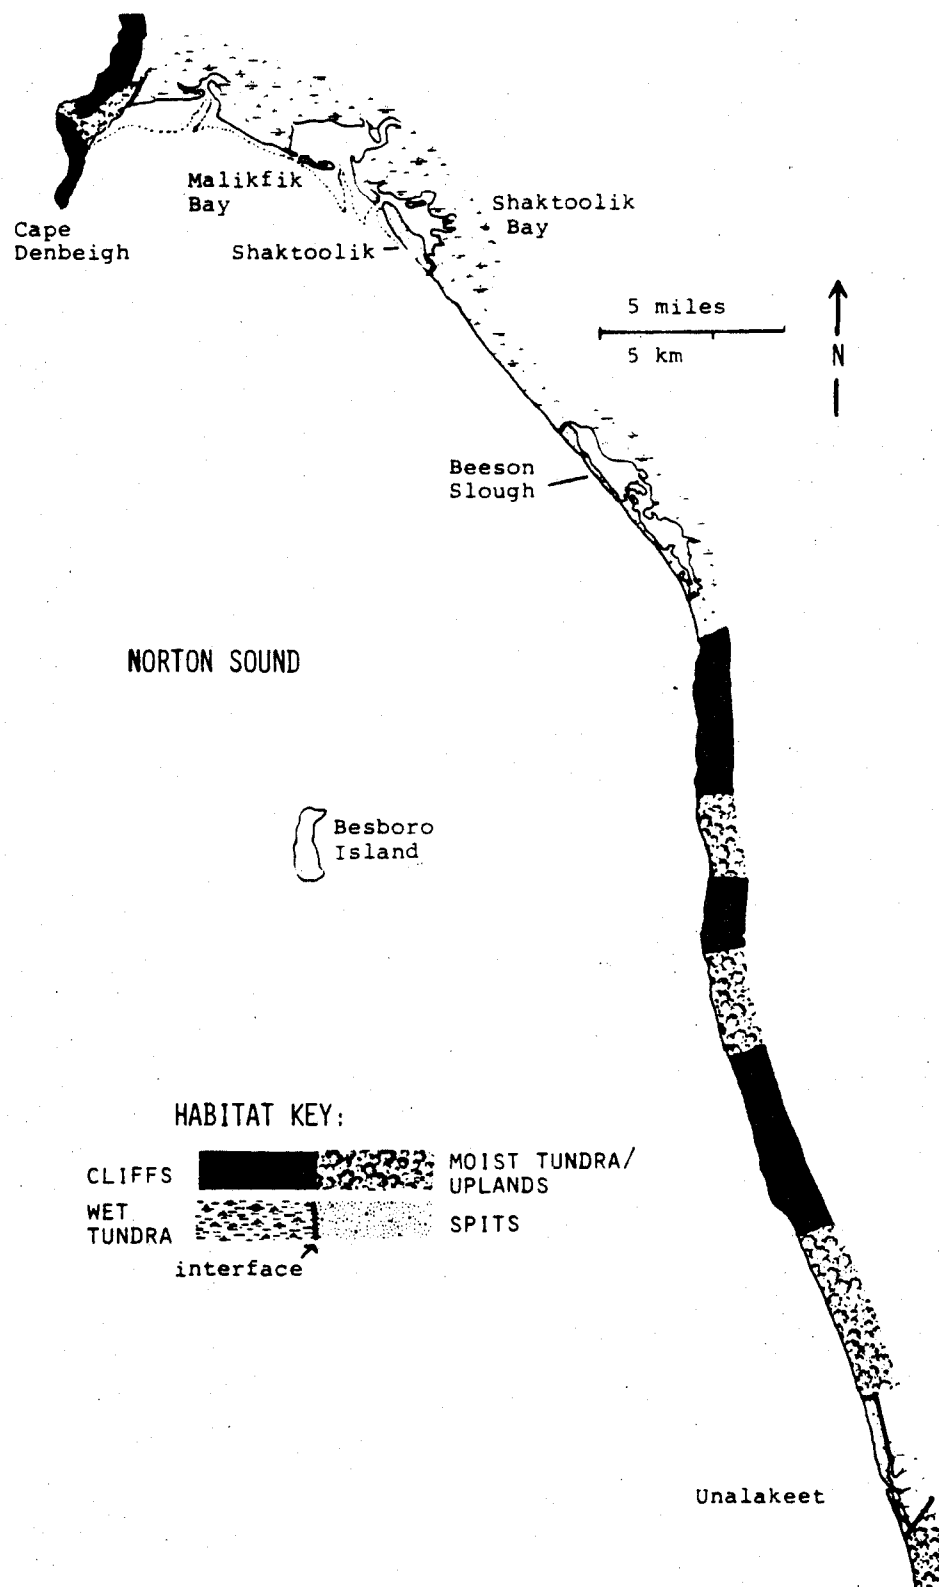 Malikfik
Bay
Shaktoolik
Bay
Cape
Denbeigh
Shaktoolik
5 miles
5 km
N
Beeson
Slough
NORTON SOUND
Besboro
Island
HABITAT KEY:
CLIFFS
MOIST TUNDRA/
UPLANDS
WET
TUNDRA
SPITS
interface
Unalakeet